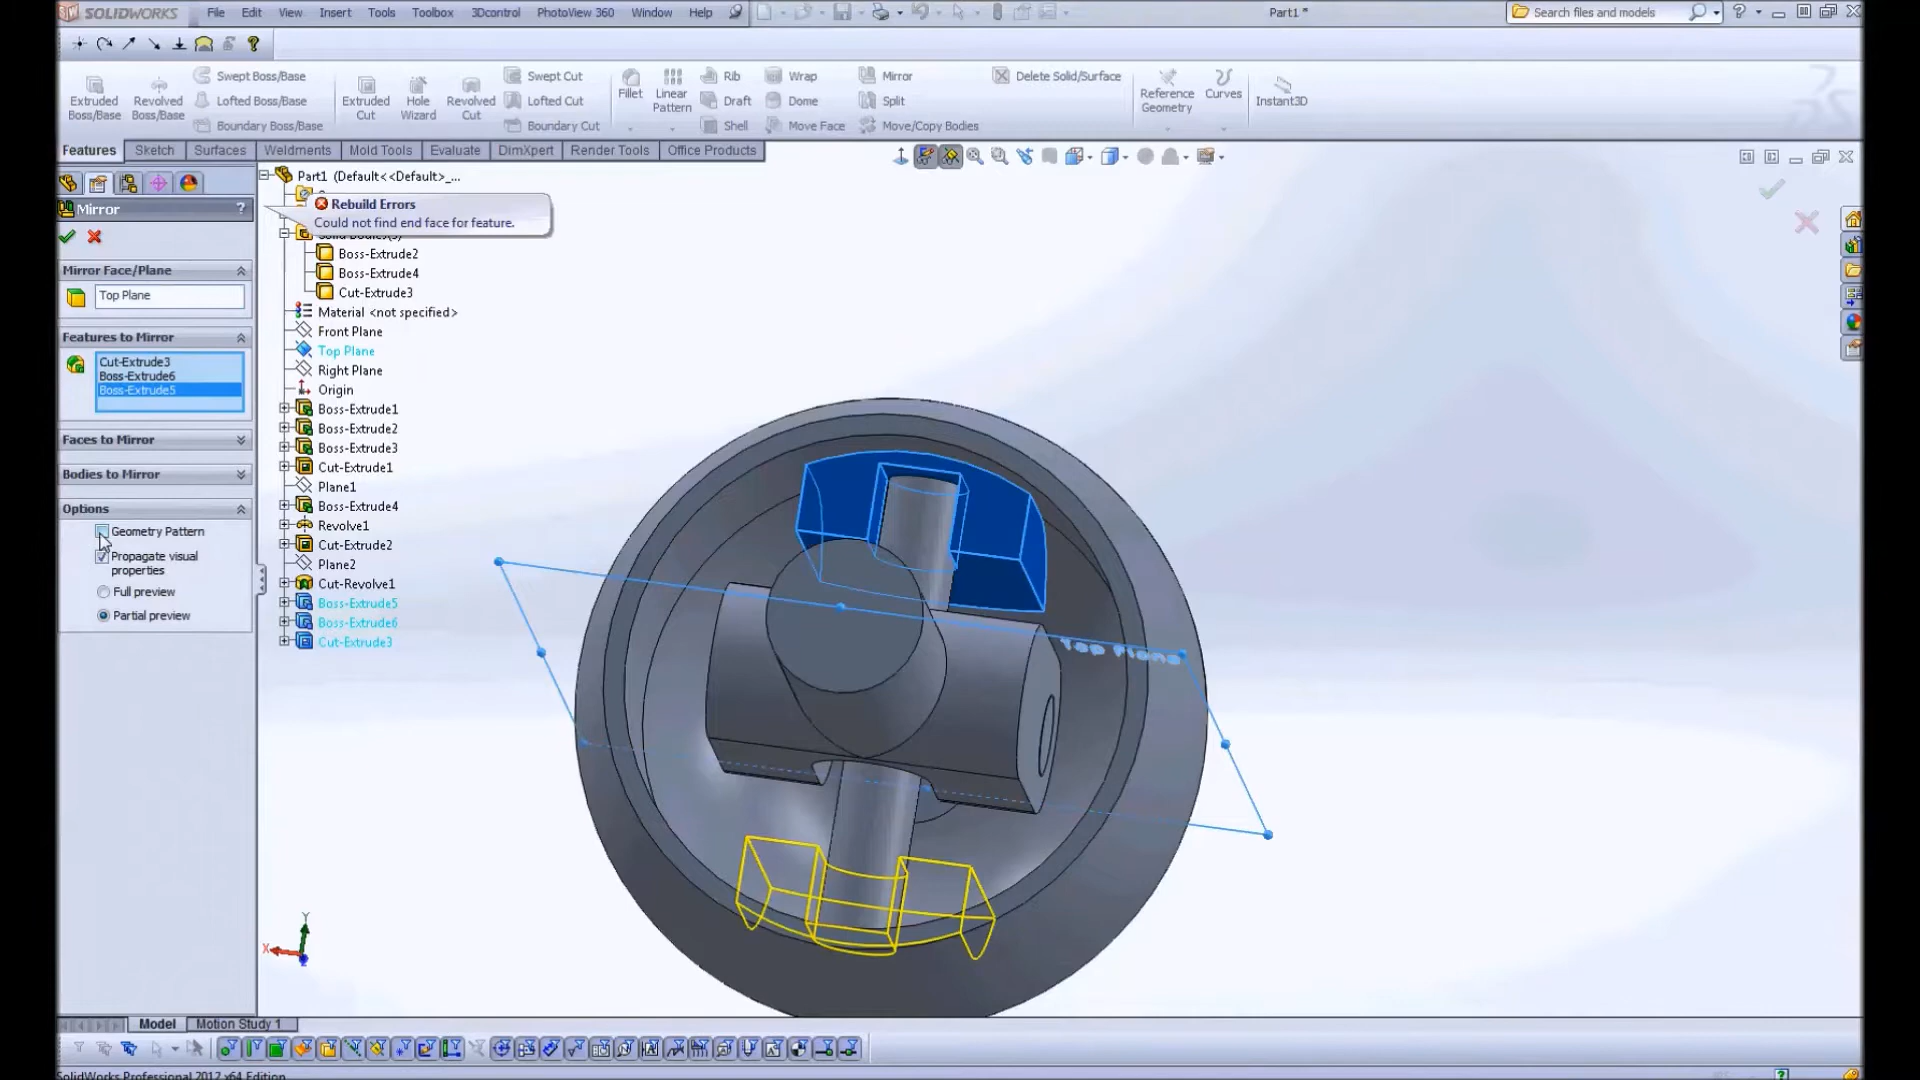 SOLIDWORKS File Edit View Insert Tools Toolbox 3Dcontrol PhotoView 360 Window Help Part1 * Search files and models
Extruded Boss/Base
Revolved Boss/Base
Swept Boss/Base
Lofted Boss/Base
Boundary Boss/Base
Extruded Cut
Hole Wizard
Revolved Cut
Swept Cut
Lofted Cut
Boundary Cut
Fillet
Linear Pattern
Rib
Draft
Shell
Wrap
Dome
Move Face
Mirror
Split
Move/Copy Bodies
Delete Solid/Surface
Reference Geometry
Curves
Instant3D
Features Sketch Surfaces Weldments Mold Tools Evaluate DimXpert Render Tools Office Products
Mirror ?
Mirror Face/Plane
Top Plane
Features to Mirror
Cut-Extrude3
Boss-Extrude6
Boss-Extrude5
Faces to Mirror
Bodies to Mirror
Options
Geometry Pattern
Propagate visual
properties
Full preview
Partial preview
Part1 (Default<<Default>_...
Rebuild Errors
Could not find end face for feature.
Boss-Extrude2
Boss-Extrude4
Cut-Extrude3
Material <not specified>
Front Plane
Top Plane
Right Plane
Origin
Boss-Extrude1
Boss-Extrude2
Boss-Extrude3
Cut-Extrude1
Plane1
Boss-Extrude4
Revolve1
Cut-Extrude2
Plane2
Cut-Revolve1
Boss-Extrude5
Boss-Extrude6
Cut-Extrude3
Top Plane
Y
X
Z
Model Motion Study 1
SolidWorks Professional 2012 x64 Edition